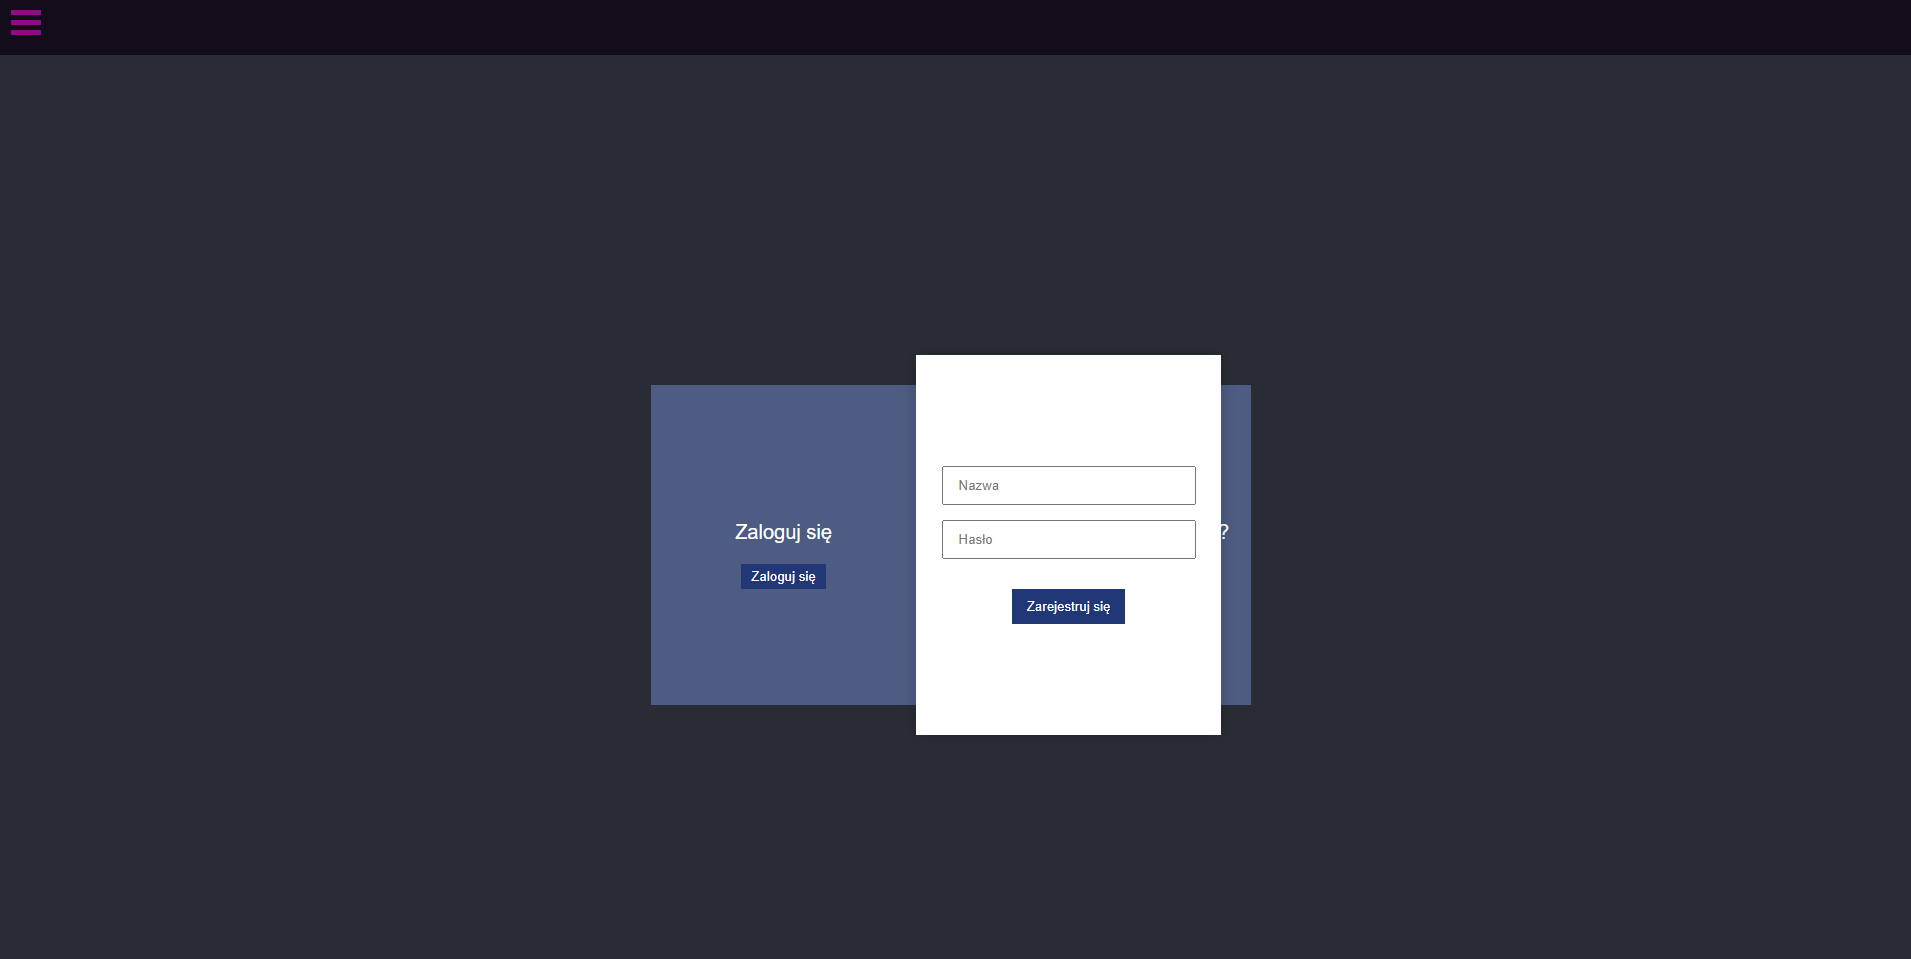 Zaloguj się
Zaloguj się
Nazwa
Hasło
Zarejestruj się
?